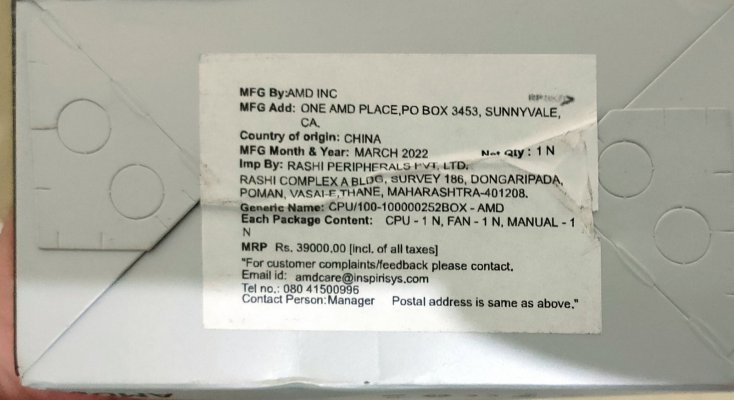 MFG By:AMD INC
MFG Add: ONE AMD PLACE,PO BOX 3453, SUNNYVALE,
CA.
Country of origin: CHINA
MFG Month & Year: MARCH 2022 Net Qty : 1 N
Imp By: RASHI PERIPHERALS PVT, LTD.
RASHI COMPLEX A BLDG, SURVEY 186, DONGARIPADA,
POMAN, VASAI-E,THANE, MAHARASHTRA-401208.
Generic Name: CPU/100-100000252BOX - AMD
Each Package Content: CPU - 1 N, FAN - 1 N, MANUAL - 1
N
MRP Rs. 39000.00 [incl. of all taxes]
"For customer complaints/feedback please contact.
Email id: amdcare@inspirisys.com
Tel no.: 080 41500996
Contact Person:Manager Postal address is same as above."